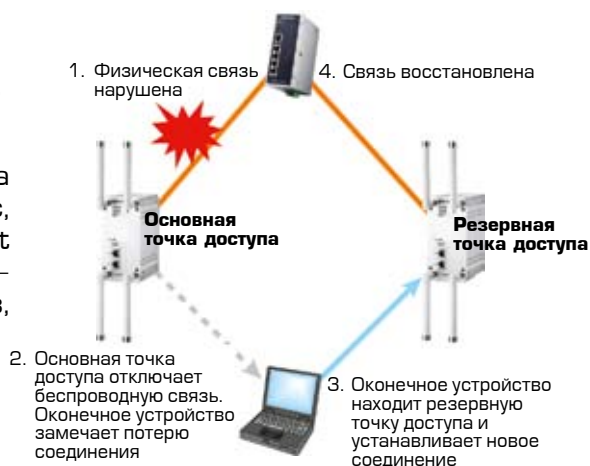 1. Физическая связь
нарушена
4. Связь восстановлена
Основная
точка доступа
Резервная
точка доступа
2. Основная точка
доступа отключает
беспроводную связь.
Оконечное устройство
замечает потерю
соединения
3. Оконечное устройство
находит резервную
точку доступа и
устанавливает новое
соединение